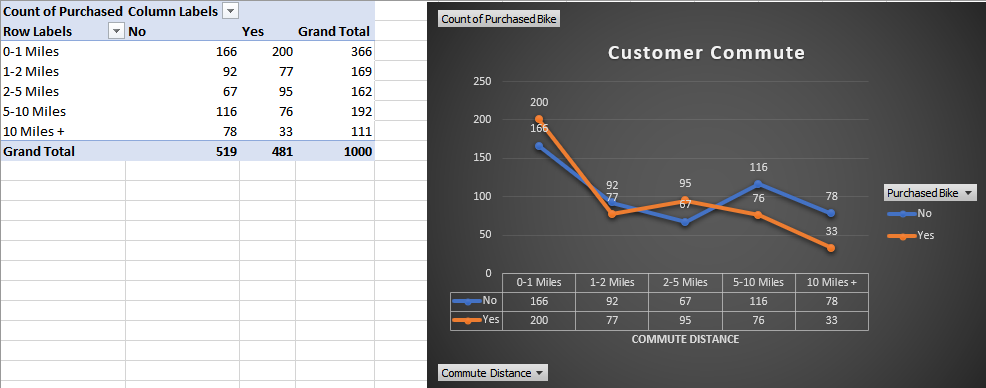 Count of Purchased Column Labels
Row Labels No Yes Grand Total
0-1 Miles 166 200 366
1-2 Miles 92 77 169
2-5 Miles 67 95 162
5-10 Miles 116 76 192
10 Miles + 78 33 111
Grand Total 519 481 1000
Count of Purchased Bike
Customer Commute
250
200
150
100
50
0
200
166
92
77
95
67
116
76
78
33
Purchased Bike
No
Yes
0-1 Miles 1-2 Miles 2-5 Miles 5-10 Miles 10 Miles +
No 166 92 67 116 78
Yes 200 77 95 76 33
COMMUTE DISTANCE
Commute Distance